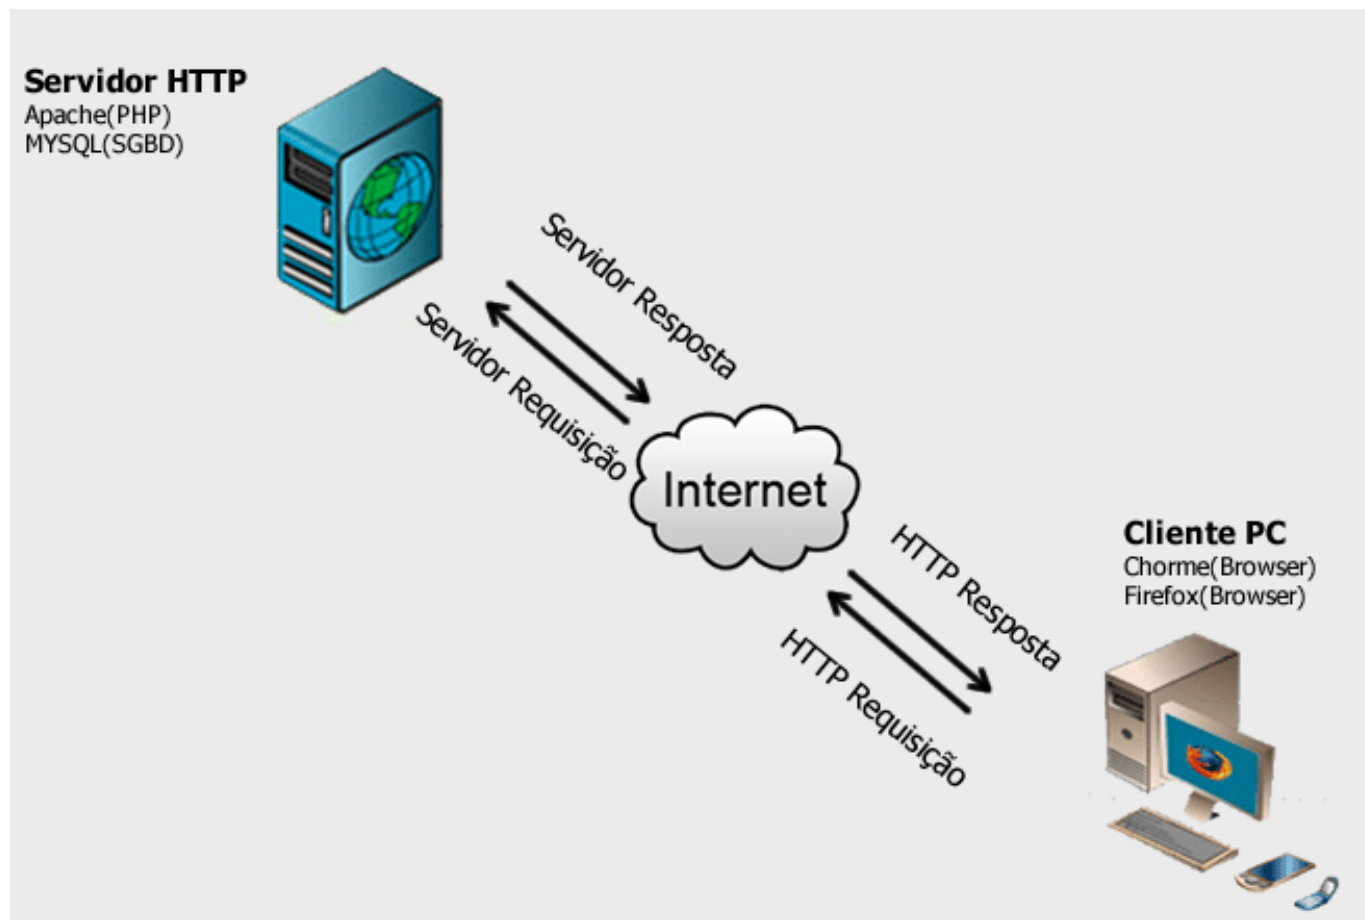 Servidor HTTP
Apache(PHP)
MYSQL(SGBD)
Servidor Resposta
Servidor Requisição
Internet
HTTP Resposta
HTTP Requisição
Cliente PC
Chorme(Browser)
Firefox(Browser)